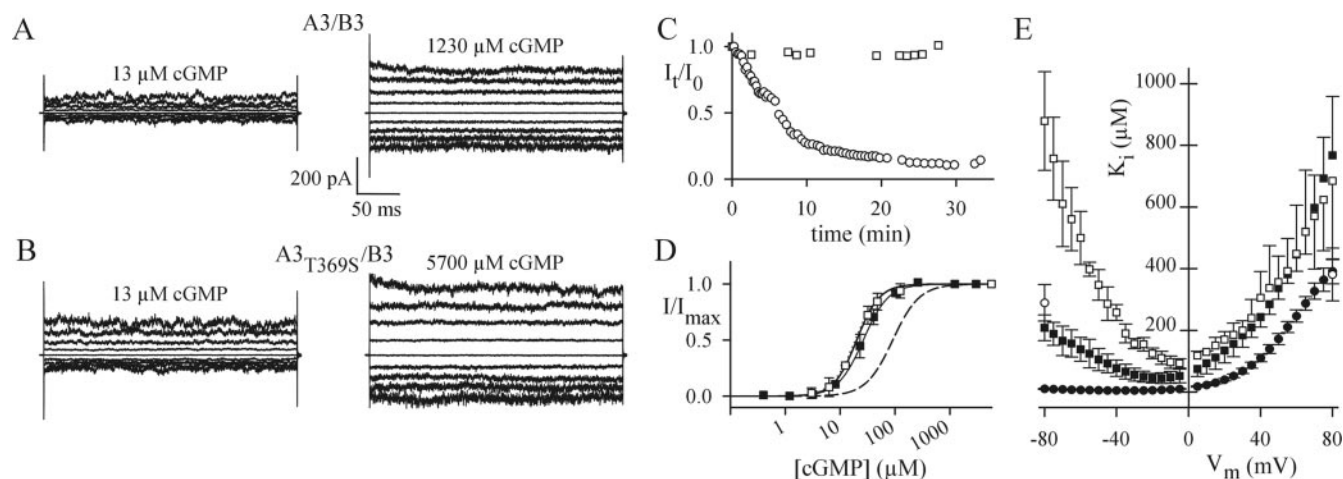 A
A3/B3
13 µM cGMP
1230 µM cGMP
200 pA
50 ms
B
A3T369S/B3
13 µM cGMP
5700 µM cGMP
C
It/I0
1,0
0.5
0.0
0
10
20
30
time (min)
D
I/Imax
1.0
0.5
0.0
1
10
100
1000
[cGMP] (µM)
E
Ki (µM)
1000
800
600
400
200
-80
-40
0
40
80
Vm (mV)